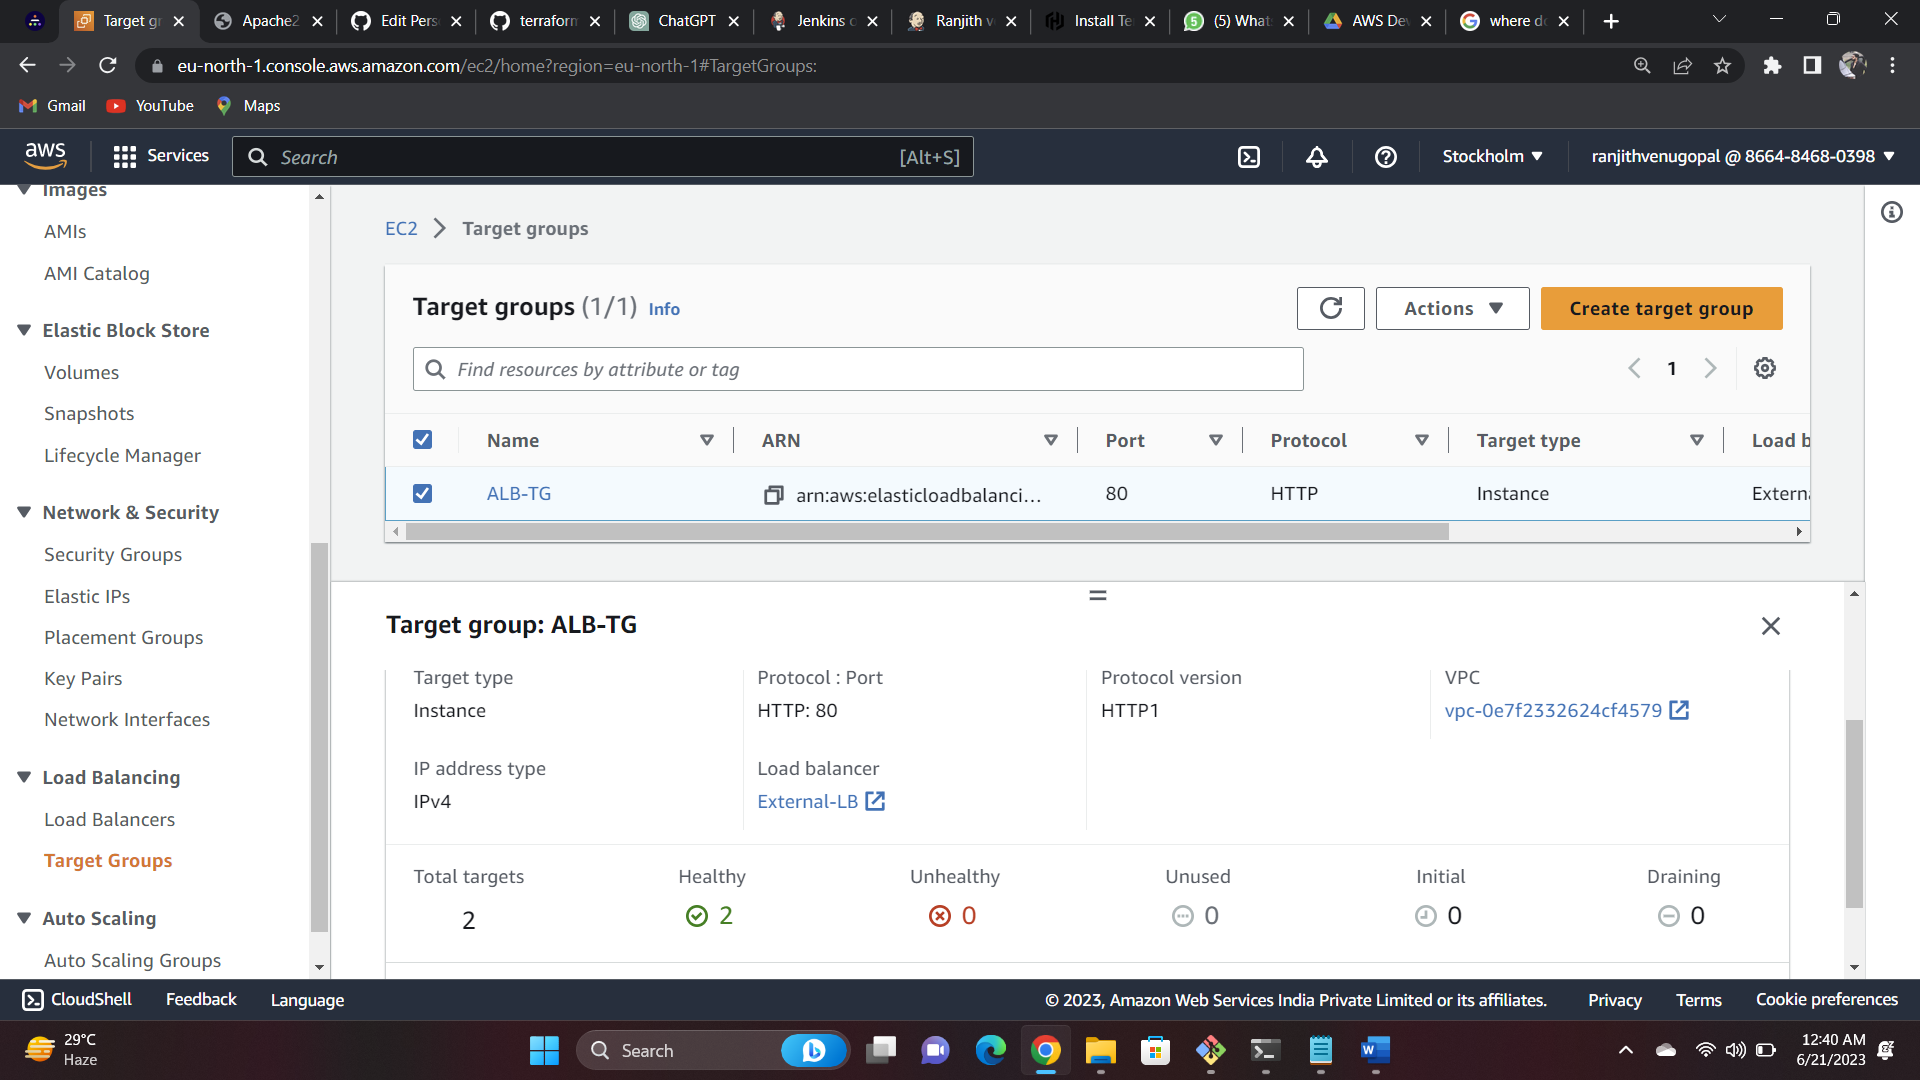 Target gr
Apache2
Edit Pers
terraform
ChatGPT
Jenkins o
Ranjith v
Install Te
(5) What
AWS De
where d
eu-north-1.console.aws.amazon.com/ec2/home?region=eu-north-1#TargetGroups:
Gmail
YouTube
Maps
aws
Services
Search
[Alt+S]
Stockholm
ranjithvenugopal @ 8664-8468-0398
Images
AMIs
AMI Catalog
Elastic Block Store
Volumes
Snapshots
Lifecycle Manager
Network & Security
Security Groups
Elastic IPs
Placement Groups
Key Pairs
Network Interfaces
Load Balancing
Load Balancers
Target Groups
Auto Scaling
Auto Scaling Groups
EC2 > Target groups
Target groups (1/1) Info
Actions
Create target group
Find resources by attribute or tag
1
Name ARN Port Protocol Target type Load b
ALB-TG arn:aws:elasticloadbalanci... 80 HTTP Instance Extern
Target group: ALB-TG
Target type Protocol : Port Protocol version VPC
Instance HTTP: 80 HTTP1 vpc-0e7f2332624cf4579
IP address type Load balancer
IPv4 External-LB
Total targets Healthy Unhealthy Unused Initial Draining
2 2 0 0 0 0
CloudShell Feedback Language © 2023, Amazon Web Services India Private Limited or its affiliates. Privacy Terms Cookie preferences
29°C
Haze
Search
12:40 AM
6/21/2023